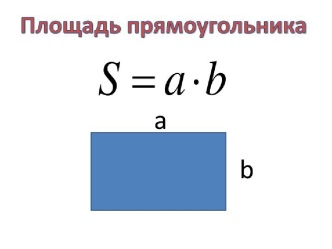 Площадь прямоугольника
S = a · b
a
b